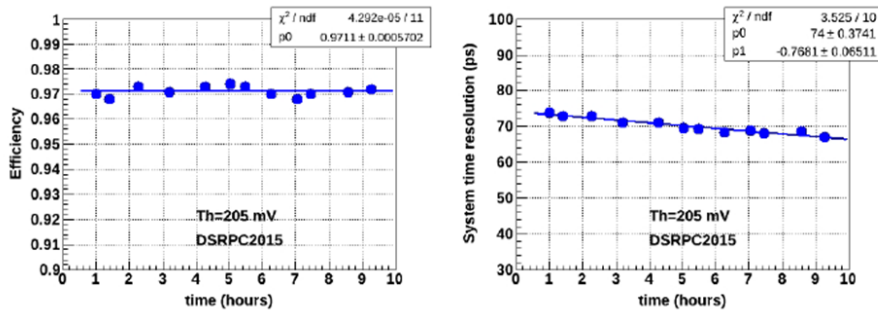 χ² / ndf 4.292e-05 / 11
p0 0.9711 ± 0.0005702
Efficiency
1
0.99
0.98
0.97
0.96
0.95
0.94
0.93
0.92
0.91
0.9
Th=205 mV
DSRPC2015
0 1 2 3 4 5 6 7 8 9 10
time (hours)
χ² / ndf 3.525 / 10
p0 74 ± 0.3741
p1 -0.7681 ± 0.06511
System time resolution (ps)
100
90
80
70
60
50
40
30
Th=205 mV
DSRPC2015
0 1 2 3 4 5 6 7 8 9 10
time (hours)